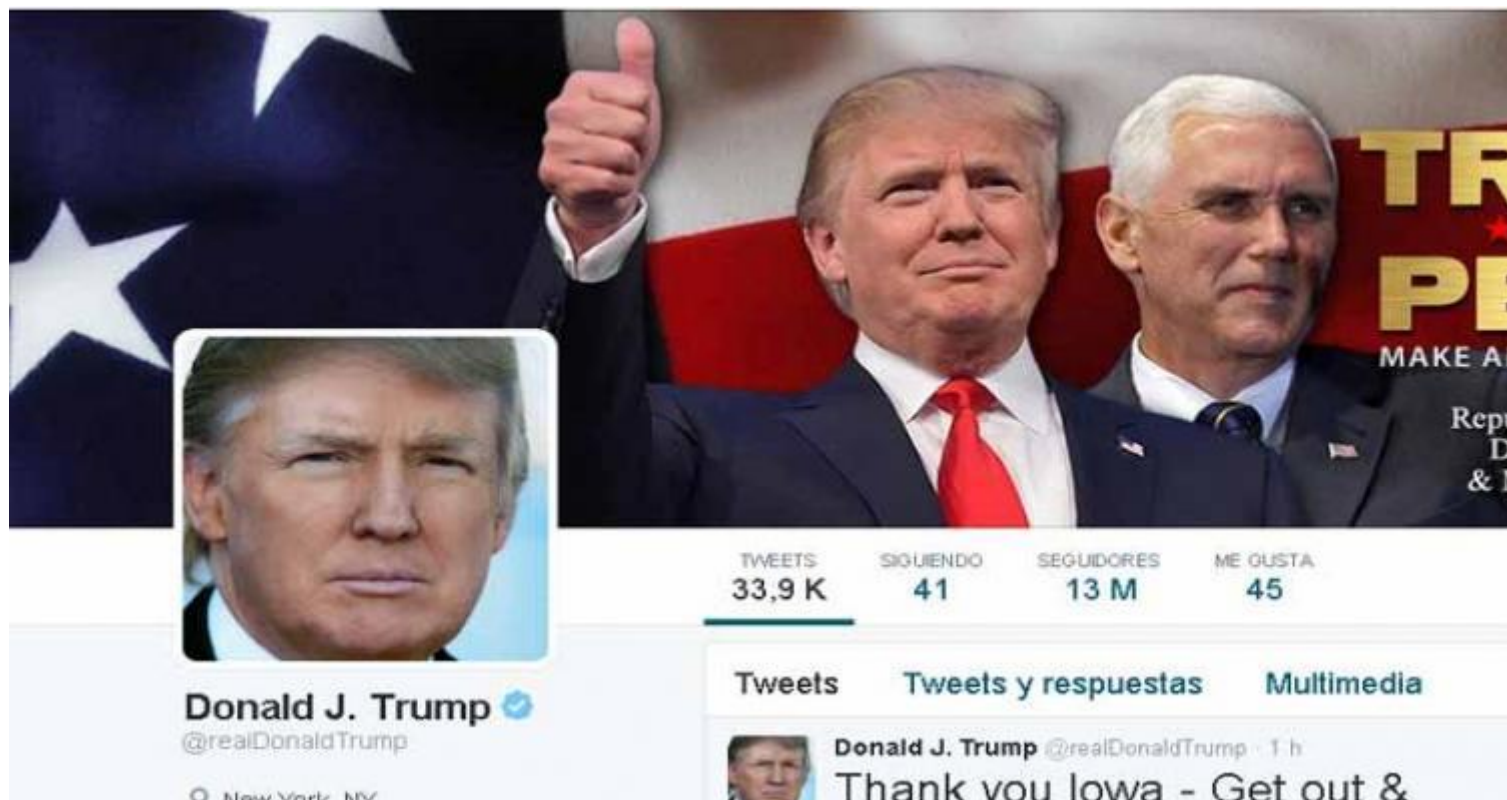 MAKE
TWEETS SIGUIENDO SEGUIDORES ME GUSTA
33,9 K 41 13 M 45
Tweets Tweets y respuestas Multimedia
Donald J. Trump
@realDonaldTrump
New York, NY
Donald J. Trump @realDonaldTrump · 1 h
Thank you Iowa - Get out &